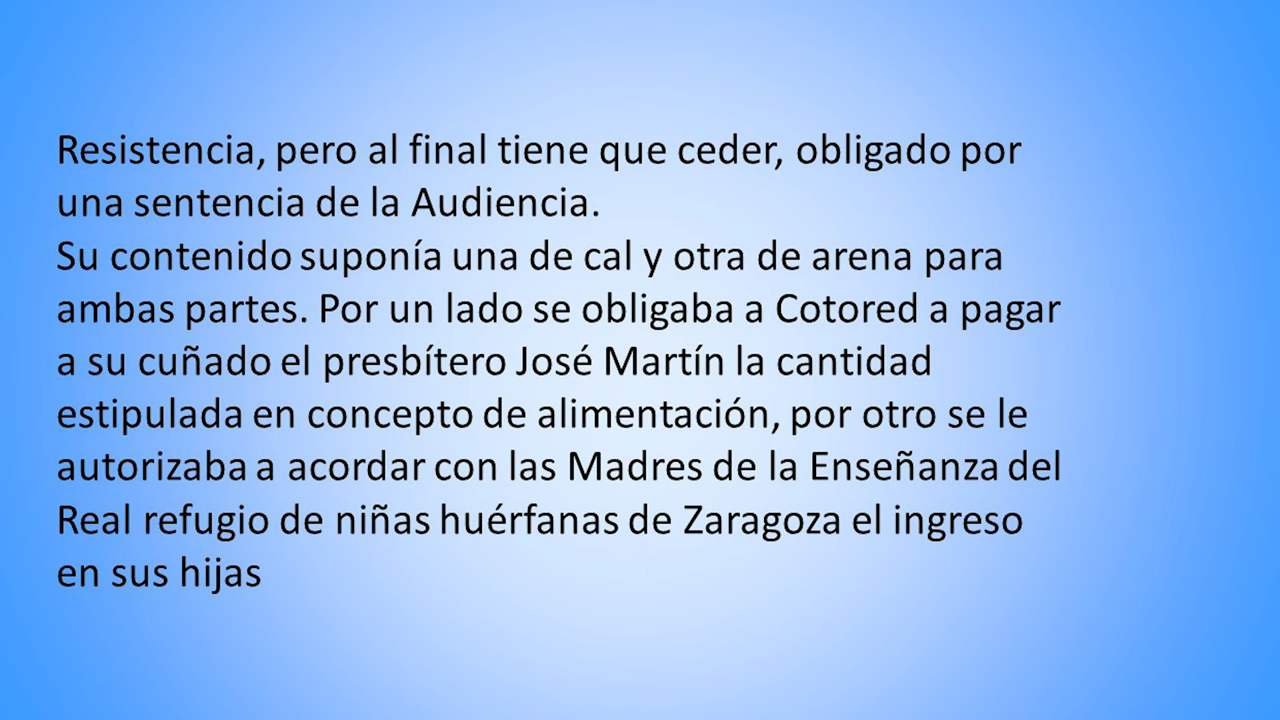 Resistencia, pero al final tiene que ceder, obligado por
una sentencia de la Audiencia.
Su contenido suponía una de cal y otra de arena para
ambas partes. Por un lado se obligaba a Cotored a pagar
a su cuñado el presbítero José Martín la cantidad
estipulada en concepto de alimentación, por otro se le
autorizaba a acordar con las Madres de la Enseñanza del
Real refugio de niñas huérfanas de Zaragoza el ingreso
en sus hijas